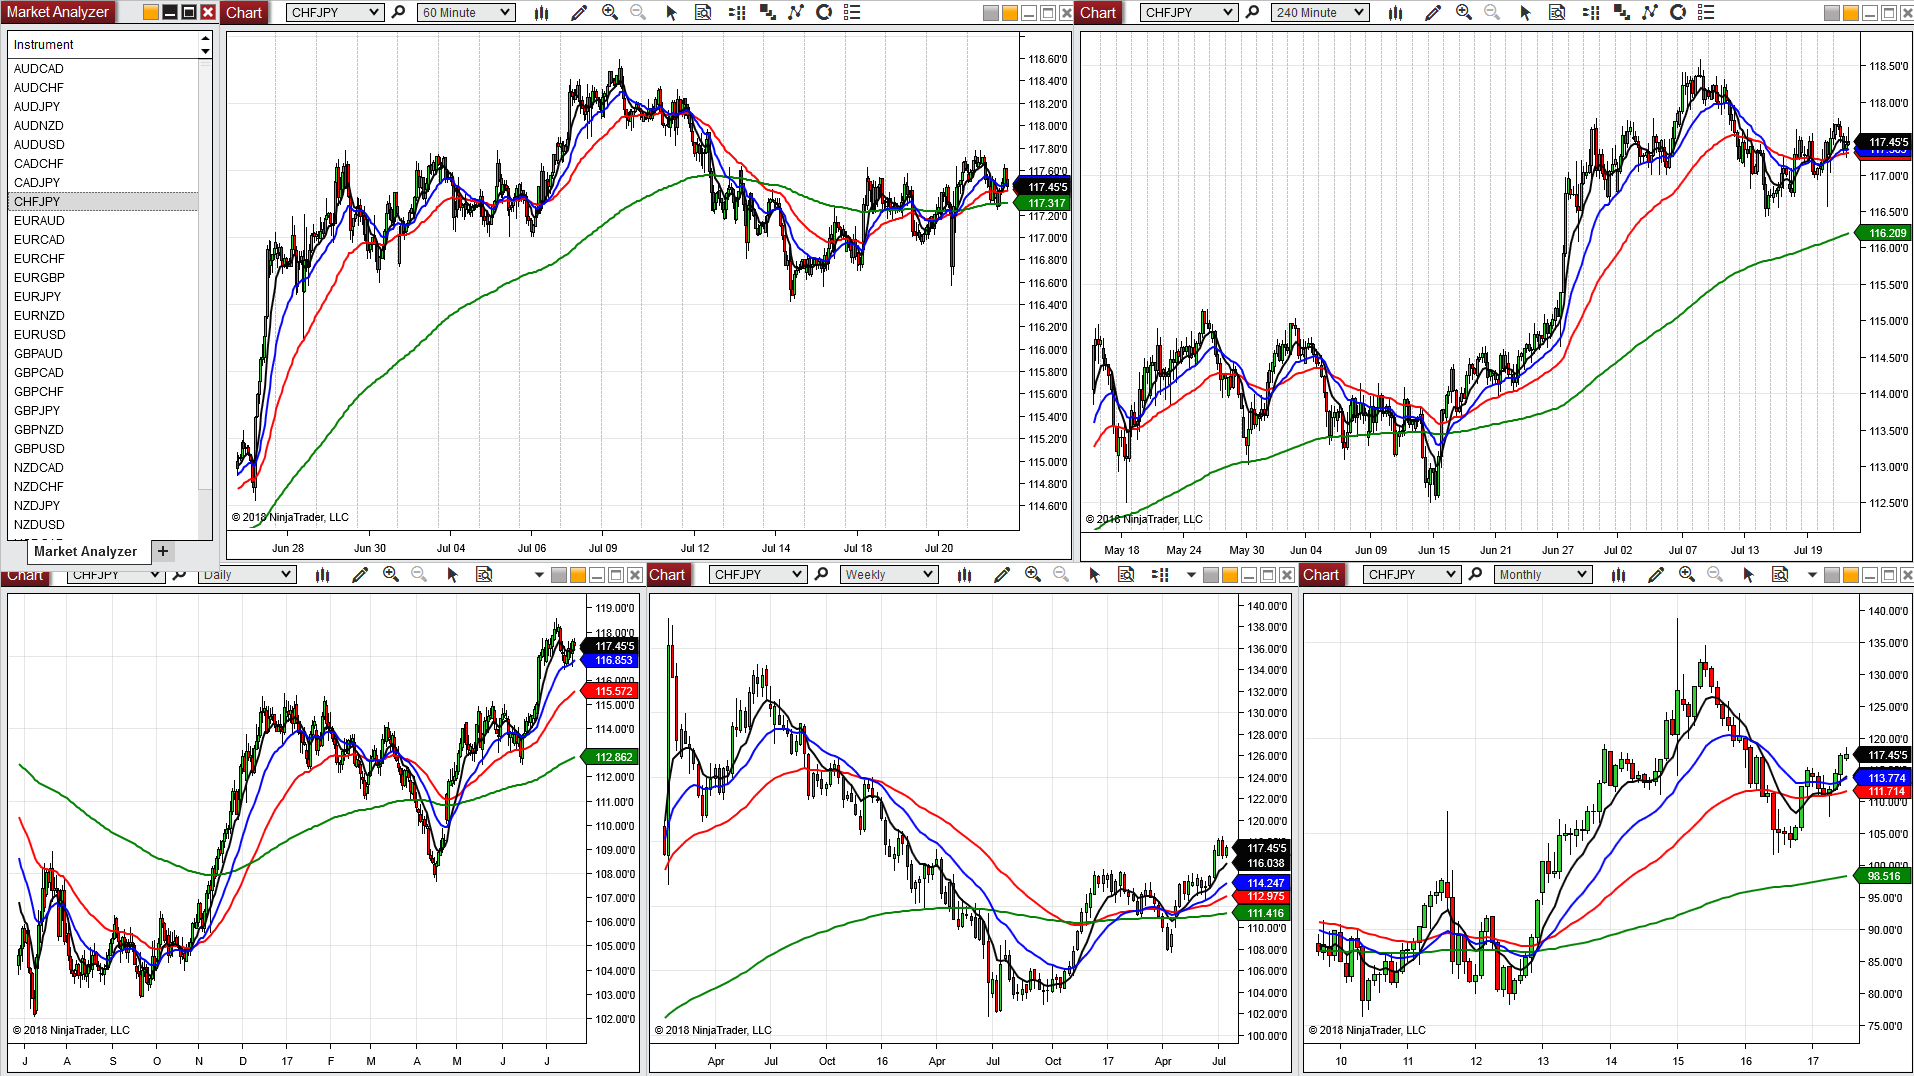 Market Analyzer
Instrument
AUDCAD
AUDCHF
AUDJPY
AUDNZD
AUDUSD
CADCHF
CADJPY
CHFJPY
EURAUD
EURCAD
EURCHF
EURGBP
EURJPY
EURNZD
EURUSD
GBPAUD
GBPCAD
GBPCHF
GBPJPY
GBPNZD
GBPUSD
NZDCAD
NZDCHF
NZDJPY
NZDUSD
Market Analyzer +
Chart CHFJPY 60 Minute
118.60'0
118.40'0
118.20'0
118.00'0
117.80'0
117.60'0
117.45'5
117.317
117.20'0
117.00'0
116.80'0
116.60'0
116.40'0
116.20'0
116.00'0
115.80'0
115.60'0
115.40'0
115.20'0
115.00'0
114.80'0
114.60'0
© 2018 NinjaTrader, LLC
Jun 28 Jun 30 Jul 04 Jul 06 Jul 09 Jul 12 Jul 14 Jul 18 Jul 20
Chart CHFJPY 240 Minute
118.50'0
118.00'0
117.45'5
117.00'0
116.50'0
116.209
116.00'0
115.50'0
115.00'0
114.50'0
114.00'0
113.50'0
113.00'0
112.50'0
© 2018 NinjaTrader, LLC
May 18 May 24 May 30 Jun 04 Jun 09 Jun 15 Jun 21 Jun 27 Jul 02 Jul 07 Jul 13 Jul 19
Chart CHFJPY Daily
119.00'0
118.00'0
117.45'5
116.853
116.00'0
115.572
115.00'0
114.00'0
112.862
112.00'0
111.00'0
110.00'0
109.00'0
108.00'0
107.00'0
106.00'0
105.00'0
104.00'0
103.00'0
102.00'0
© 2018 NinjaTrader, LLC
J A S O N D 17 F M A M J J
Chart CHFJPY Weekly
140.00'0
138.00'0
136.00'0
134.00'0
132.00'0
130.00'0
128.00'0
126.00'0
124.00'0
122.00'0
120.00'0
117.45'5
116.038
114.247
112.975
111.416
110.00'0
108.00'0
106.00'0
104.00'0
102.00'0
100.00'0
© 2018 NinjaTrader, LLC
Apr Jul Oct 16 Apr Jul Oct 17 Apr Jul
Chart CHFJPY Monthly
140.00'0
135.00'0
130.00'0
125.00'0
120.00'0
117.45'5
113.774
111.714
110.00'0
105.00'0
100.00'0
98.516
95.00'0
90.00'0
85.00'0
80.00'0
75.00'0
© 2018 NinjaTrader, LLC
10 11 12 13 14 15 16 17